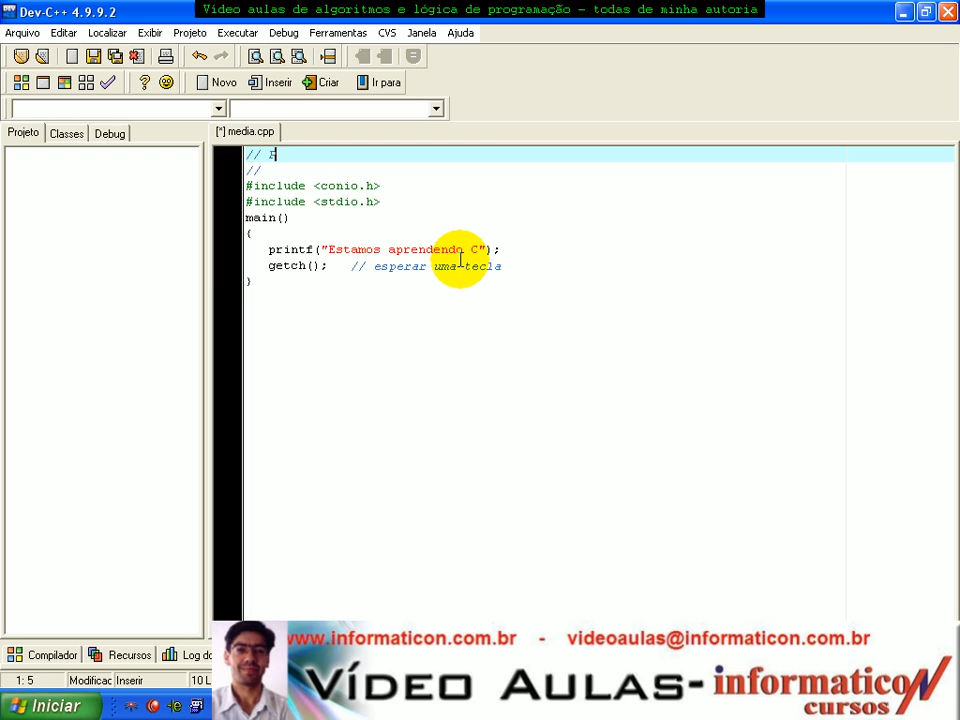 Dev-C++ 4.9.9.2
Vídeo aulas de algoritmos e lógica de programação - todas de minha autoria
Arquivo Editar Localizar Exibir Projeto Executar Debug Ferramentas CVS Janela Ajuda
Novo Inserir Criar Ir para
Projeto Classes Debug
[*] media.cpp
//
//
#include <conio.h>
#include <stdio.h>
main()
{
printf("Estamos aprendendo C");
getch(); // esperar uma tecla
}
www.informaticon.com.br - videoaulas@informaticon.com.br
Compilador Recursos Log do
VÍDEO AULAS- informaticoN
cursos
1: 5 Modificac Inserir 10 L
Iniciar